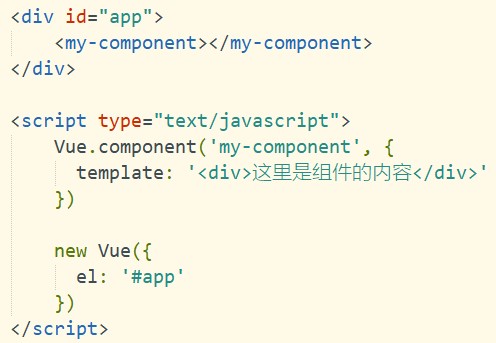 <div id="app">
    <my-component></my-component>
</div>

<script type="text/javascript">
    Vue.component('my-component', {
      template: '<div>这里是组件的内容</div>'
    })

    new Vue({
      el: '#app'
    })
</script>